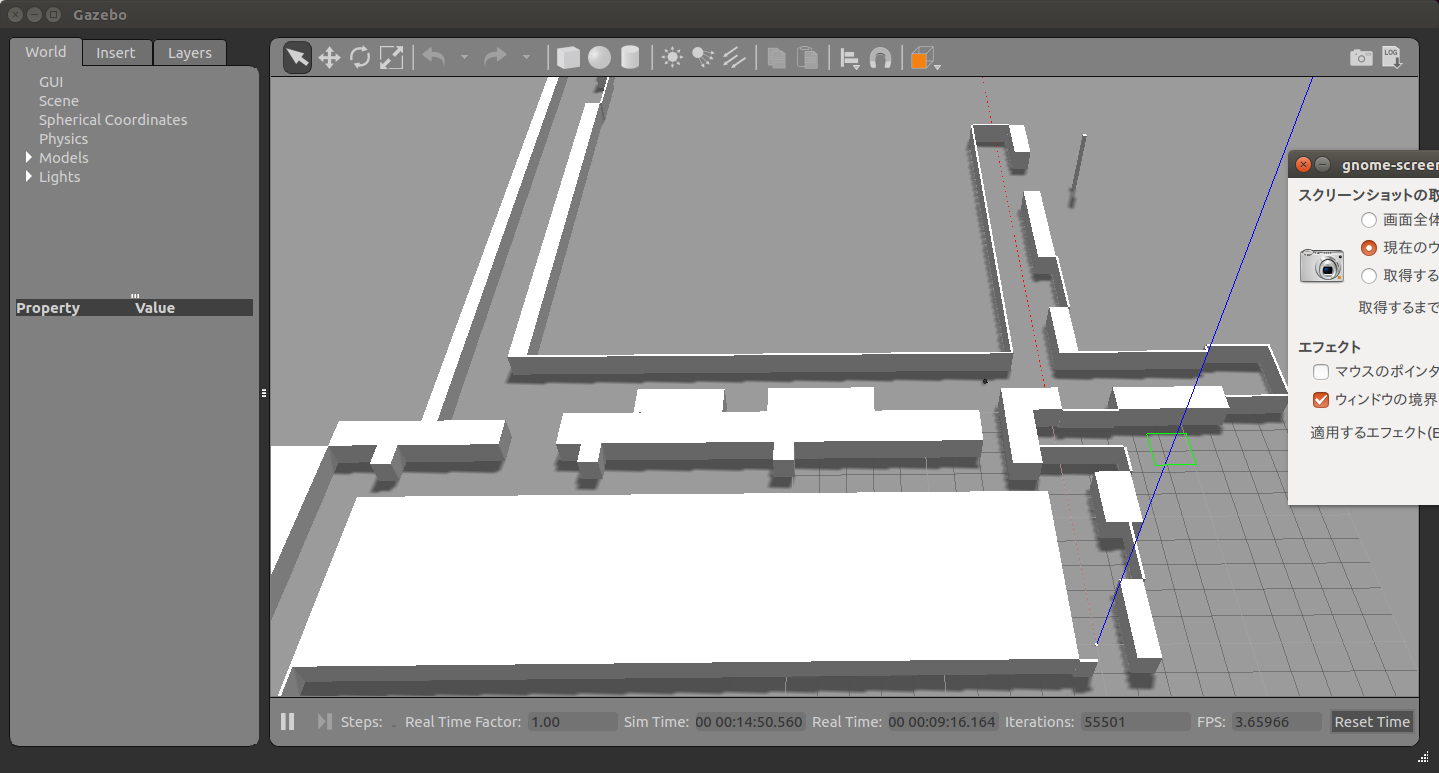 Gazebo
World Insert Layers
GUI
Scene
Spherical Coordinates
Physics
Models
Lights
Property Value
LOG
gnome-screen
スクリーンショットの取
画面全体
現在のウ
取得する
取得するまで
エフェクト
マウスのポインタ
ウィンドウの境界
適用するエフェクト(E
Steps: Real Time Factor: 1.00 Sim Time: 00 00:14:50.560 Real Time: 00 00:09:16.164 Iterations: 55501 FPS: 3.65966 Reset Time